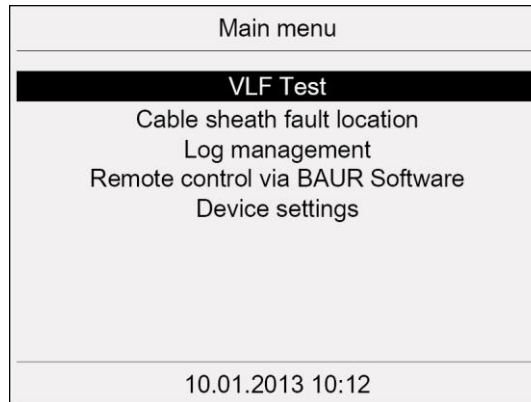 Main menu
VLF Test
Cable sheath fault location
Log management
Remote control via BAUR Software
Device settings
10.01.2013 10:12